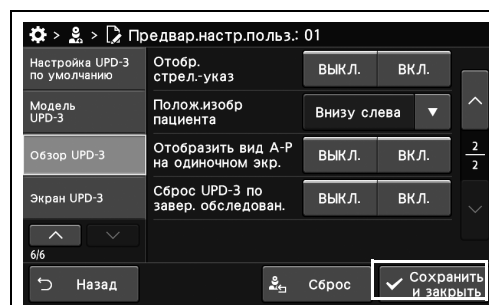 > > Предвар.настр.польз.: 01
Настройка UPD-3
по умолчанию
Отобр.
стрел.-указ
ВЫКЛ.
ВКЛ.
Модель
UPD-3
Полож.изобр
пациента
Внизу слева
Обзор UPD-3
Отобразить вид А-Р
на одиночном экр.
ВЫКЛ.
ВКЛ.
2
2
Экран UPD-3
Сброс UPD-3 по
завер. обследован.
ВЫКЛ.
ВКЛ.
6/6
Назад
Сброс
Сохранить
и закрыть